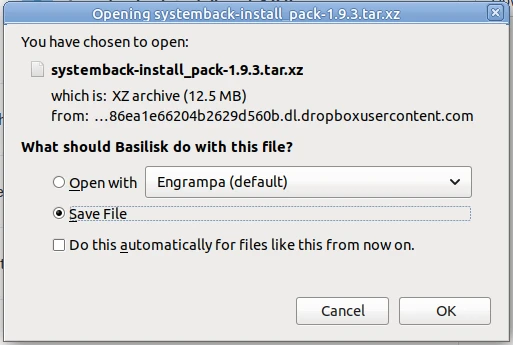 Opening systemback-install_pack-1.9.3.tar.xz
You have chosen to open:
systemback-install_pack-1.9.3.tar.xz
which is: XZ archive (12.5 MB)
from: ...86ea1e66204b2629d560b.dl.dropboxusercontent.com
What should Basilisk do with this file?
Open with Engrampa (default)
Save File
Do this automatically for files like this from now on.
Cancel OK